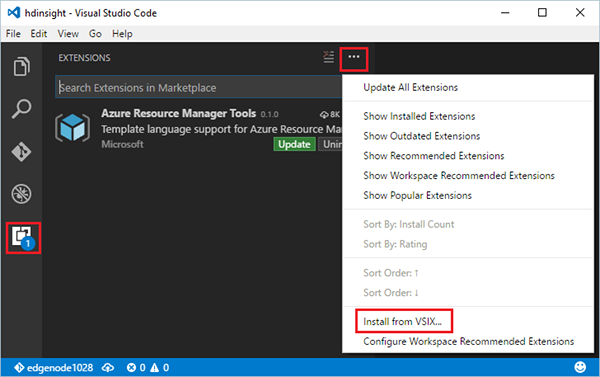 hdinsight - Visual Studio Code
File Edit View Go Help
EXTENSIONS
Search Extensions in Marketplace
Azure Resource Manager Tools 0.1.0 8K
Template language support for Azure Resource Ma
Microsoft Update Unin
1
Update All Extensions
Show Installed Extensions
Show Outdated Extensions
Show Recommended Extensions
Show Workspace Recommended Extensions
Show Popular Extensions
Sort By: Install Count
Sort By: Rating
Sort Order: ↑
Sort Order: ↓
Install from VSIX...
Configure Workspace Recommended Extensions
edgenode1028 0 0